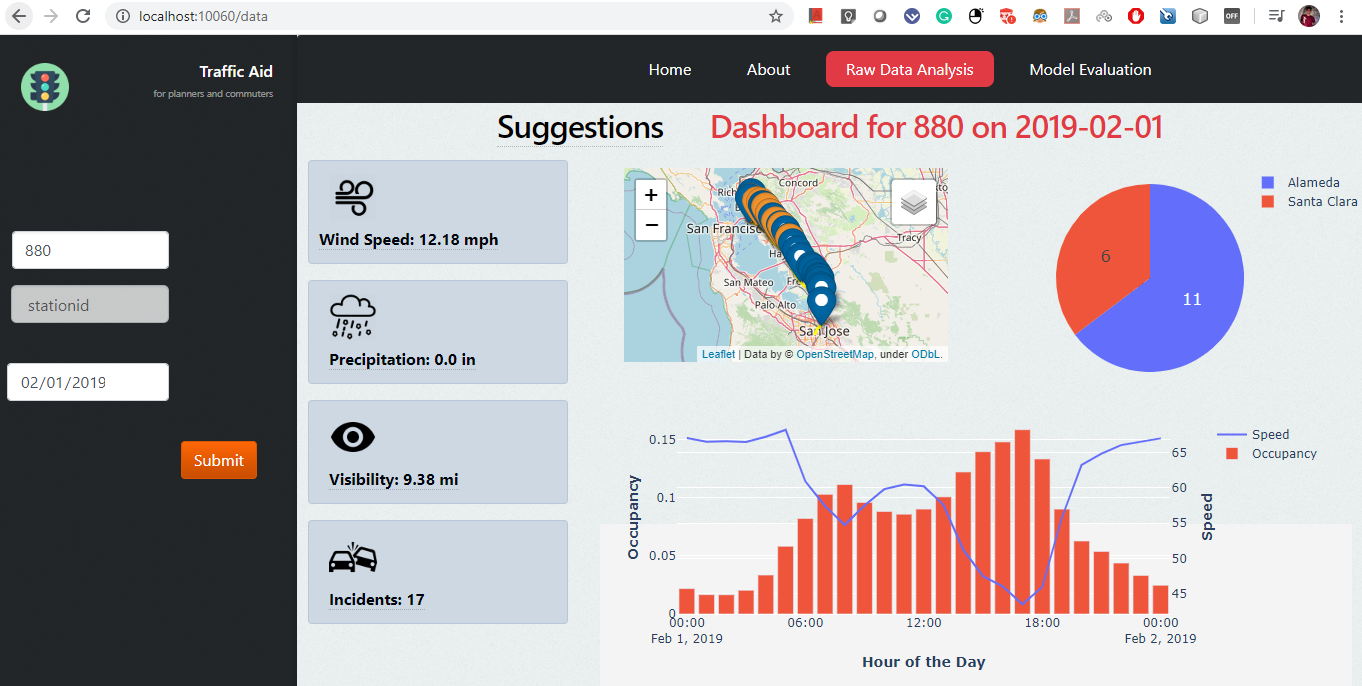 localhost:10060/data
OFF
Traffic Aid
for planners and commuters
880
stationid
02/01/2019
Submit
Home
About
Raw Data Analysis
Model Evaluation
Suggestions
Dashboard for 880 on 2019-02-01
Wind Speed: 12.18 mph
Precipitation: 0.0 in
Visibility: 9.38 mi
Incidents: 17
+
−
Concord
San Francisc
Tracy
San Mateo
Palo Alto
San Jose
Leaflet | Data by © OpenStreetMap, under ODbL.
6
11
Alameda
Santa Clara
0.15
0.1
0.05
0
Occupancy
65
60
55
50
45
Speed
Speed
Occupancy
00:00
06:00
12:00
18:00
00:00
Feb 1, 2019
Feb 2, 2019
Hour of the Day